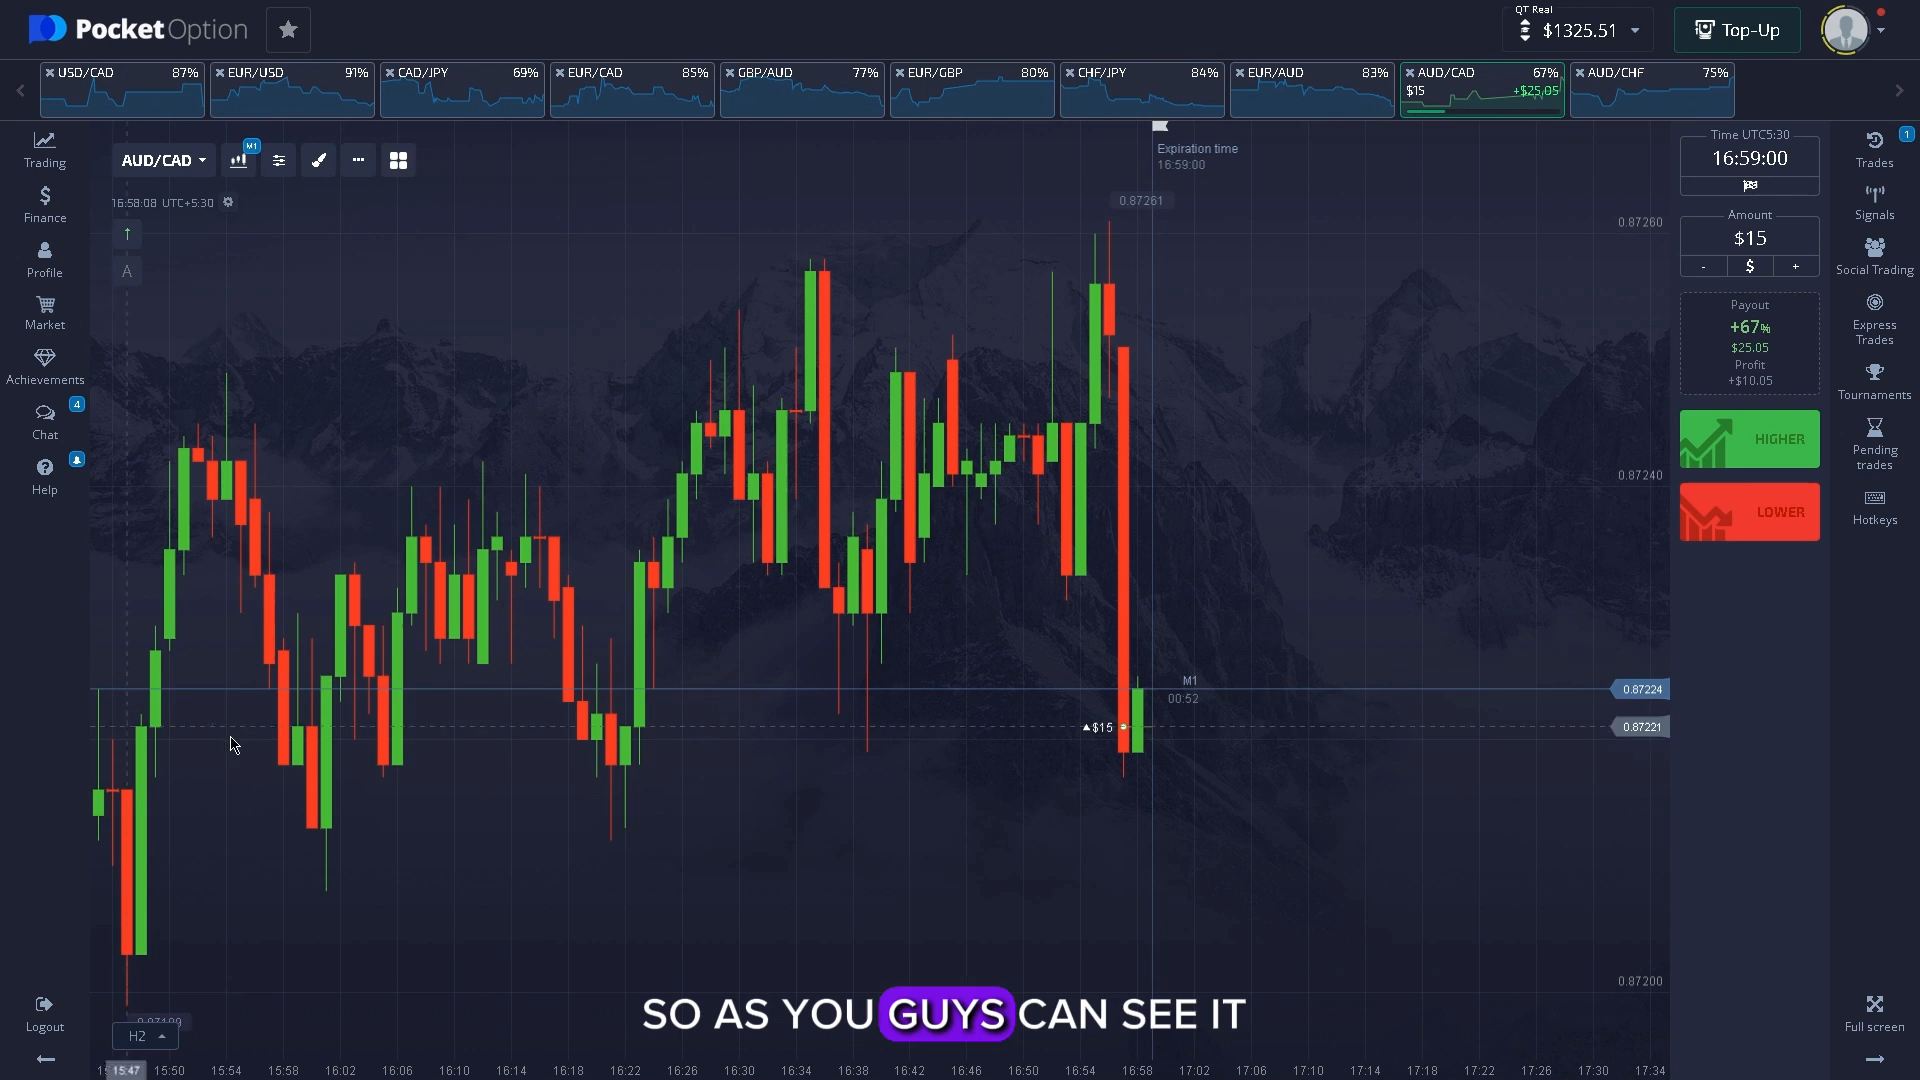 PocketOption
QT Real
$1325.51
Top-Up
USD/CAD 87%
EUR/USD 91%
CAD/JPY 69%
EUR/CAD 85%
GBP/AUD 77%
EUR/GBP 80%
CHF/JPY 84%
EUR/AUD 83%
AUD/CAD 67%
$15 +$25.05
AUD/CHF 75%
Trading
Finance
Profile
Market
Achievements
4
Chat
Help
Logout
AUD/CAD
M1
16:58:08 UTC+5:30
A
Expiration time
16:59:00
0.87261
0.87260
0.87240
M1
00:52
0.87224
$15
0.87221
0.87200
0.87199
H2
SO AS YOU GUYS CAN SEE IT
15:47 15:50 15:54 15:58 16:02 16:06 16:10 16:14 16:18 16:22 16:26 16:30 16:34 16:38 16:42 16:46 16:50 16:54 16:58 17:02 17:06 17:10 17:14 17:18 17:22 17:26 17:30 17:34
Time UTC5:30
16:59:00
Amount
$15
- $ +
Payout
+67%
$25.05
Profit
+$10.05
HIGHER
LOWER
1
Trades
Signals
Social Trading
Express
Trades
Tournaments
Pending
trades
Hotkeys
Full screen